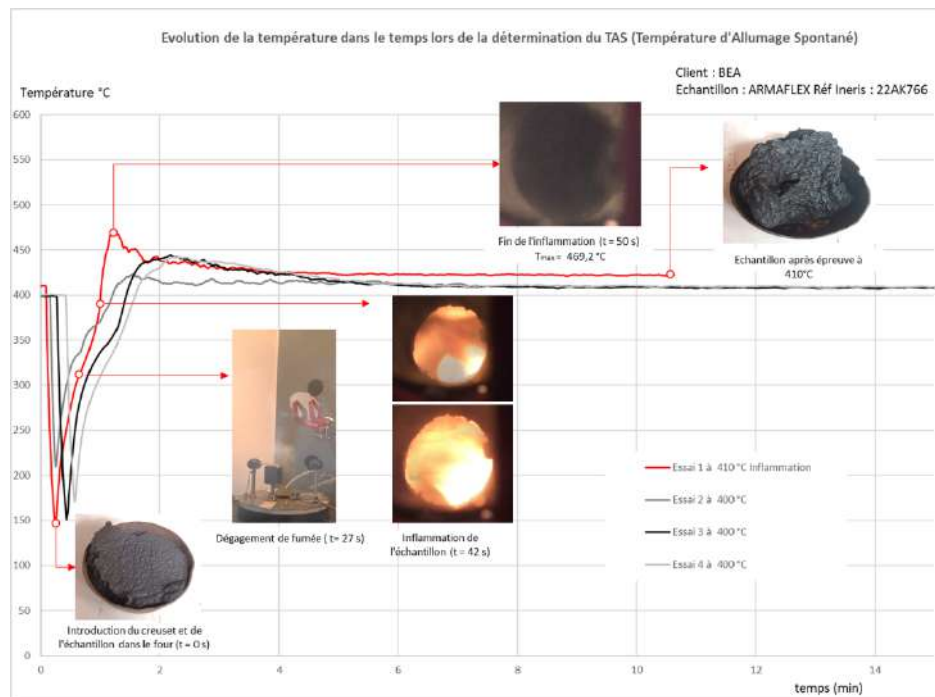 Evolution de la température dans le temps lors de la détermination du TAS (Température d'Allumage Spontané)
Client : BEA
Echantillon : ARMAFLEX Réf Ineris : 22AK766
Température °C
600
550
500
450
400
350
300
250
200
150
100
50
0
Fin de l'inflammation (t = 50 s)
Tmax = 469,2 °C
Echantillon après épreuve à
410°C
Dégagement de fumée ( t= 27 s)
Inflammation de
l'échantillon (t = 42 s)
Essai 1 à 410 °C Inflammation
Essai 2 à 400 °C
Essai 3 à 400 °C
Essai 4 à 400 °C
Introduction du creuset et de
l'échantillon dans le four (t = 0 s)
0
2
4
6
8
10
12
14
temps (min)